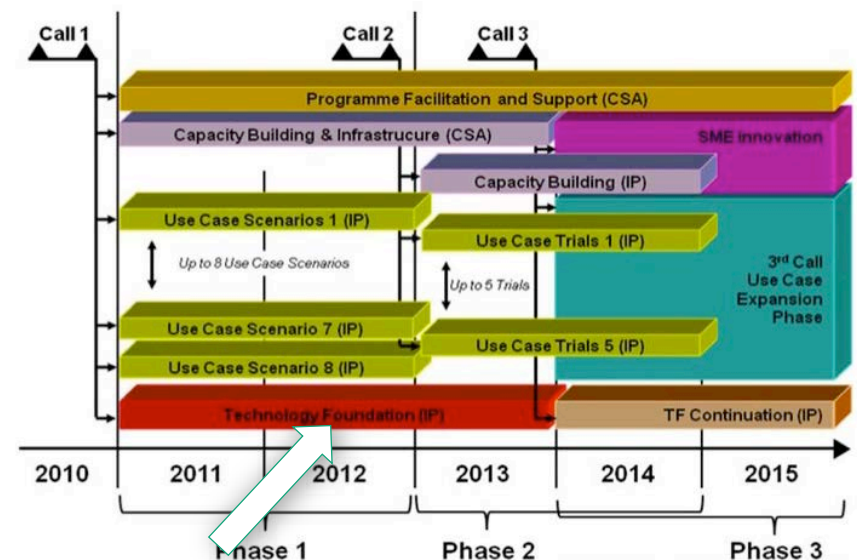 Call 1
Call 2
Call 3
Programme Facilitation and Support (CSA)
Capacity Building & Infrastrucure (CSA)
SME innovation
Capacity Building (IP)
Use Case Scenarios 1 (IP)
Use Case Trials 1 (IP)
Up to 8 Use Case Scenarios
Up to 5 Trials
3rd Call
Use Case
Expansion
Phase
Use Case Scenario 7 (IP)
Use Case Trials 5 (IP)
Use Case Scenario 8 (IP)
Technology Foundation (IP)
TF Continuation (IP)
2010 2011 2012 2013 2014 2015
Phase 1 Phase 2 Phase 3